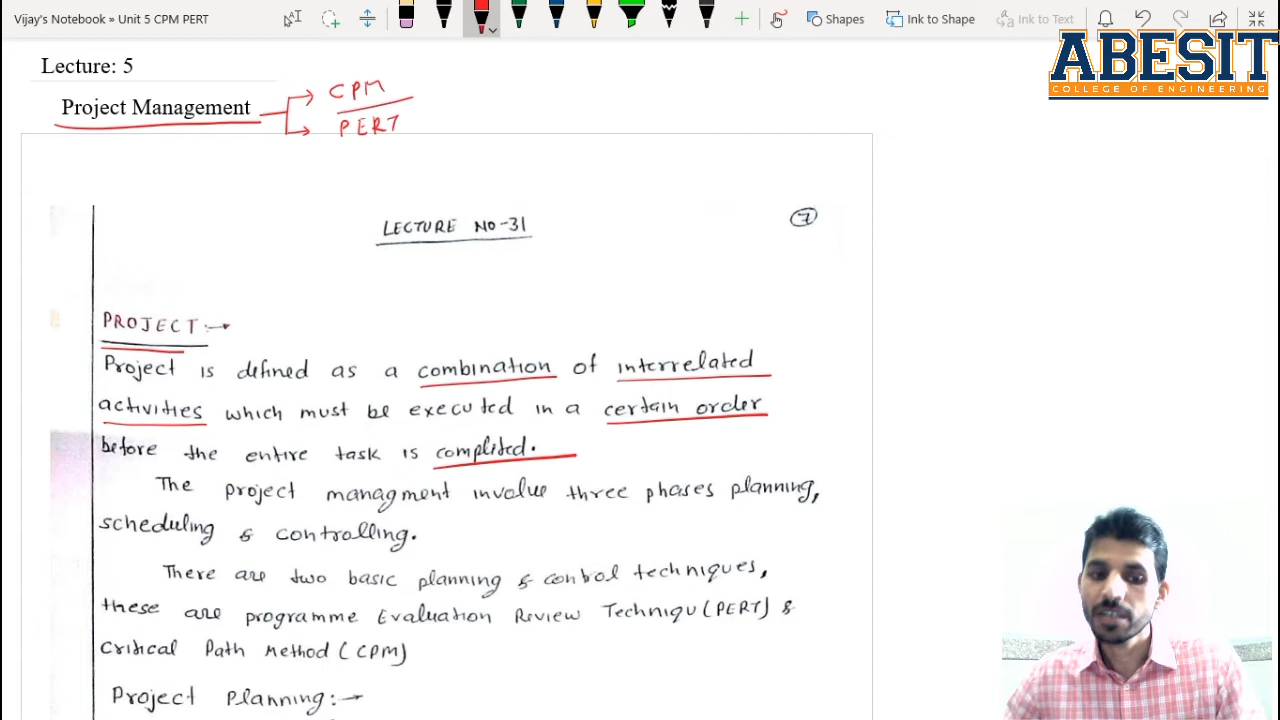 Vijay's Notebook » Unit 5 CPM PERT
Shapes
Ink to Shape
Ink to Text
ABESIT
COLLEGE OF ENGINEERING
Lecture: 5
Project Management
CPM
PERT
LECTURE NO-31
7
PROJECT:→
Project is defined as a combination of interrelated
activities which must be executed in a certain order
before the entire task is complited.
The project managment involve three phases planning,
scheduling & controlling.
There are two basic planning & control techniques,
these are programme Evaluation Review Techniqu(PERT) &
Critical Path Method (CPM)
Project Planning:→